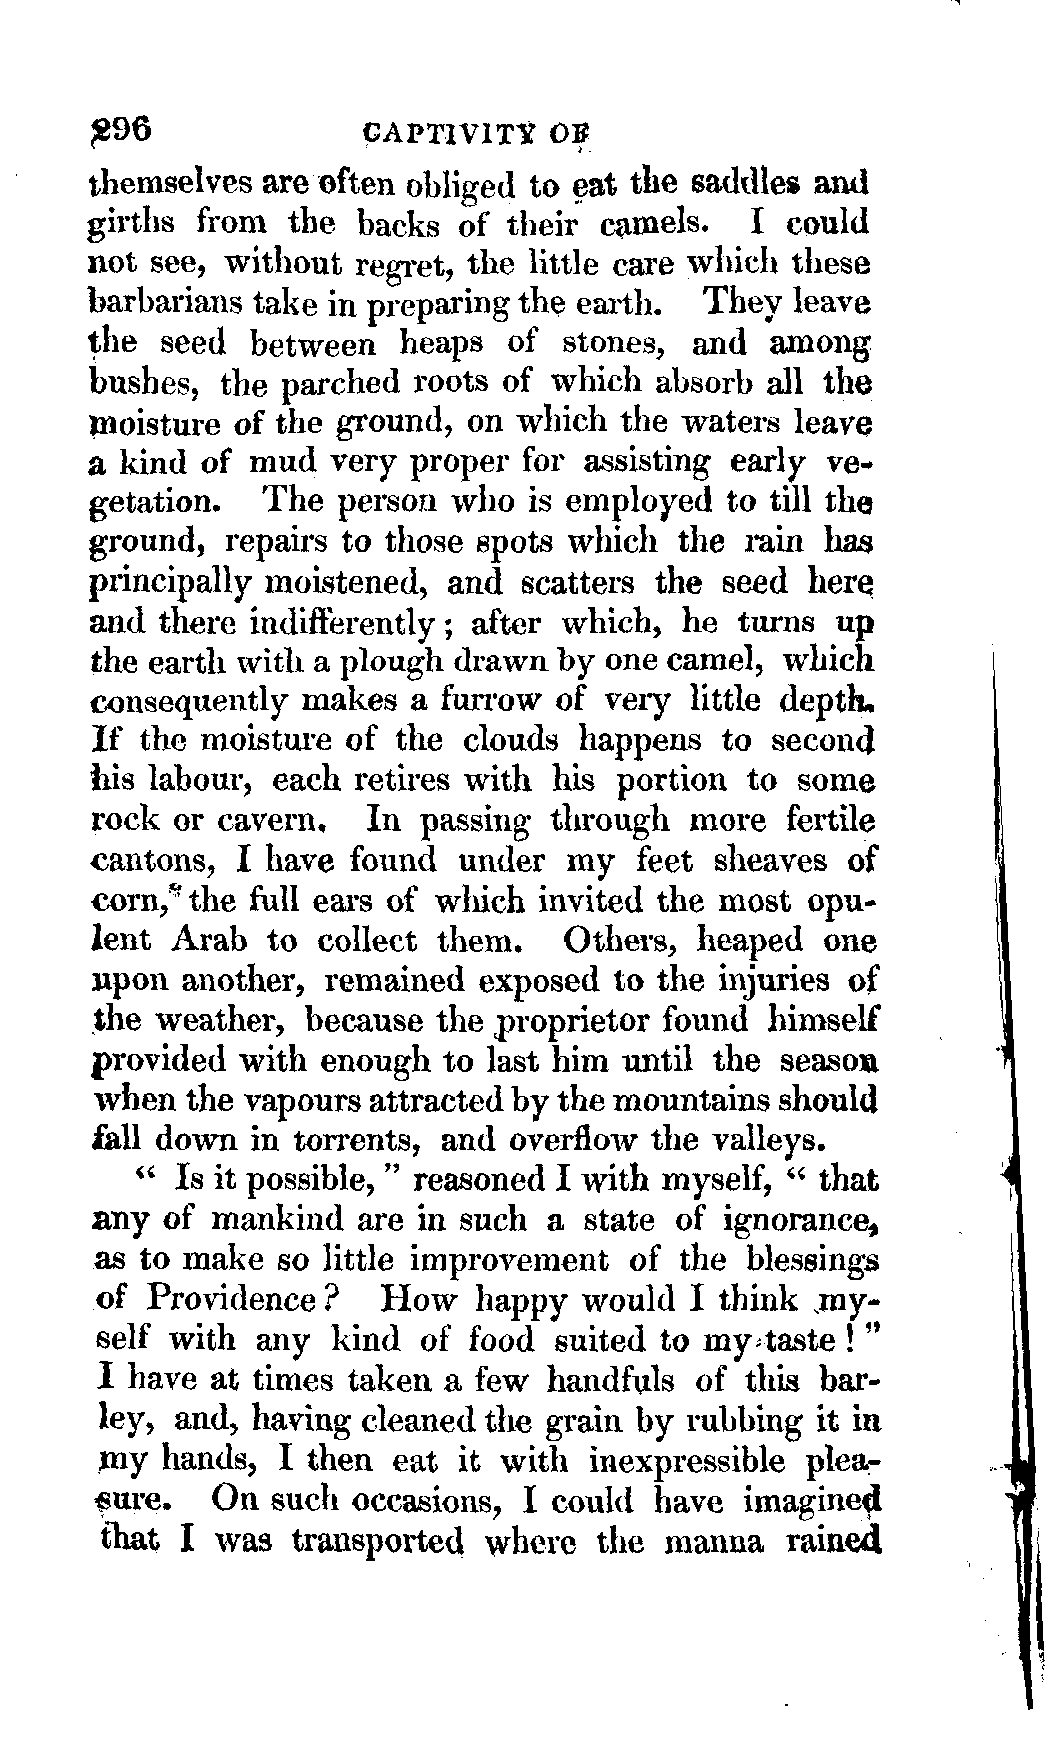 296 CAPTIVITY OF
themselves are often obliged to eat the saddles and
girths from the backs of their camels. I could
not see, without regret, the little care which these
barbarians take in preparing the earth. They leave
the seed between heaps of stones, and among
bushes, the parched roots of which absorb all the
moisture of the ground, on which the waters leave
a kind of mud very proper for assisting early ve-
getation. The person who is employed to till the
ground, repairs to those spots which the rain has
principally moistened, and scatters the seed here
and there indifferently; after which, he turns up
the earth with a plough drawn by one camel, which
consequently makes a furrow of very little depth.
If the moisture of the clouds happens to second
his labour, each retires with his portion to some
rock or cavern. In passing through more fertile
cantons, I have found under my feet sheaves of
corn, the full ears of which invited the most opu-
lent Arab to collect them. Others, heaped one
upon another, remained exposed to the injuries of
the weather, because the proprietor found himself
provided with enough to last him until the season
when the vapours attracted by the mountains should
fall down in torrents, and overflow the valleys.
“ Is it possible, ” reasoned I with myself, “ that
any of mankind are in such a state of ignorance,
as to make so little improvement of the blessings
of Providence? How happy would I think my-
self with any kind of food suited to my taste! ”
I have at times taken a few handfuls of this bar-
ley, and, having cleaned the grain by rubbing it in
my hands, I then eat it with inexpressible plea-
sure. On such occasions, I could have imagined
that I was transported where the manna rained